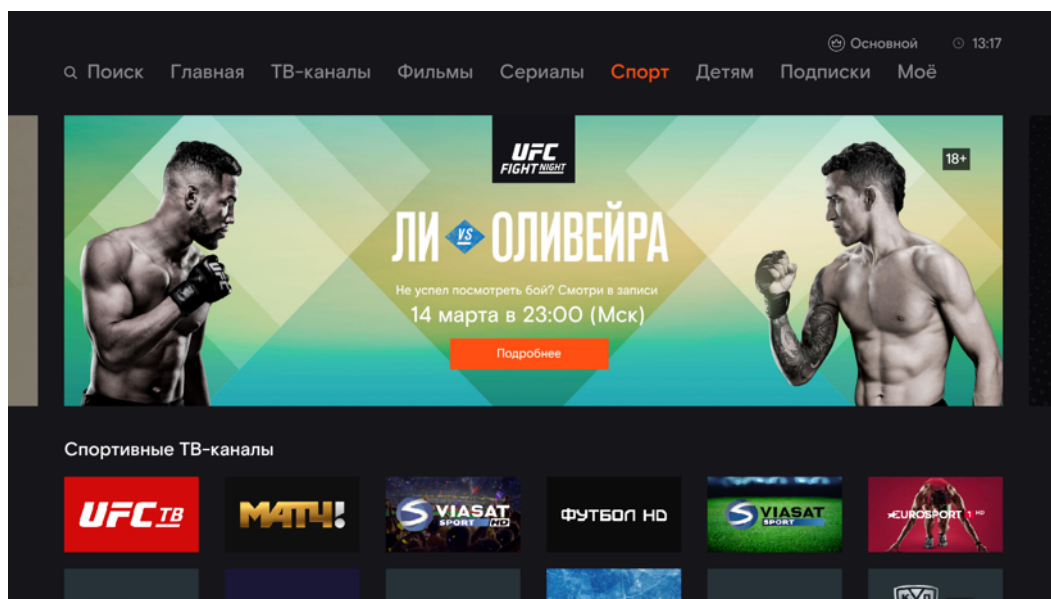 Основной 13:17
Поиск Главная ТВ-каналы Фильмы Сериалы Спорт Детям Подписки Моё
UFC
FIGHT NIGHT
18+
ЛИ VS ОЛИВЕЙРА
Не успел посмотреть бой? Смотри в записи
14 марта в 23:00 (Мск)
Подробнее
Спортивные ТВ-каналы
UFC ТВ
МАТЧ!
VIASAT
SPORT HD
ФУТБОЛ HD
VIASAT
SPORT
EUROSPORT 1 HD
КХЛ